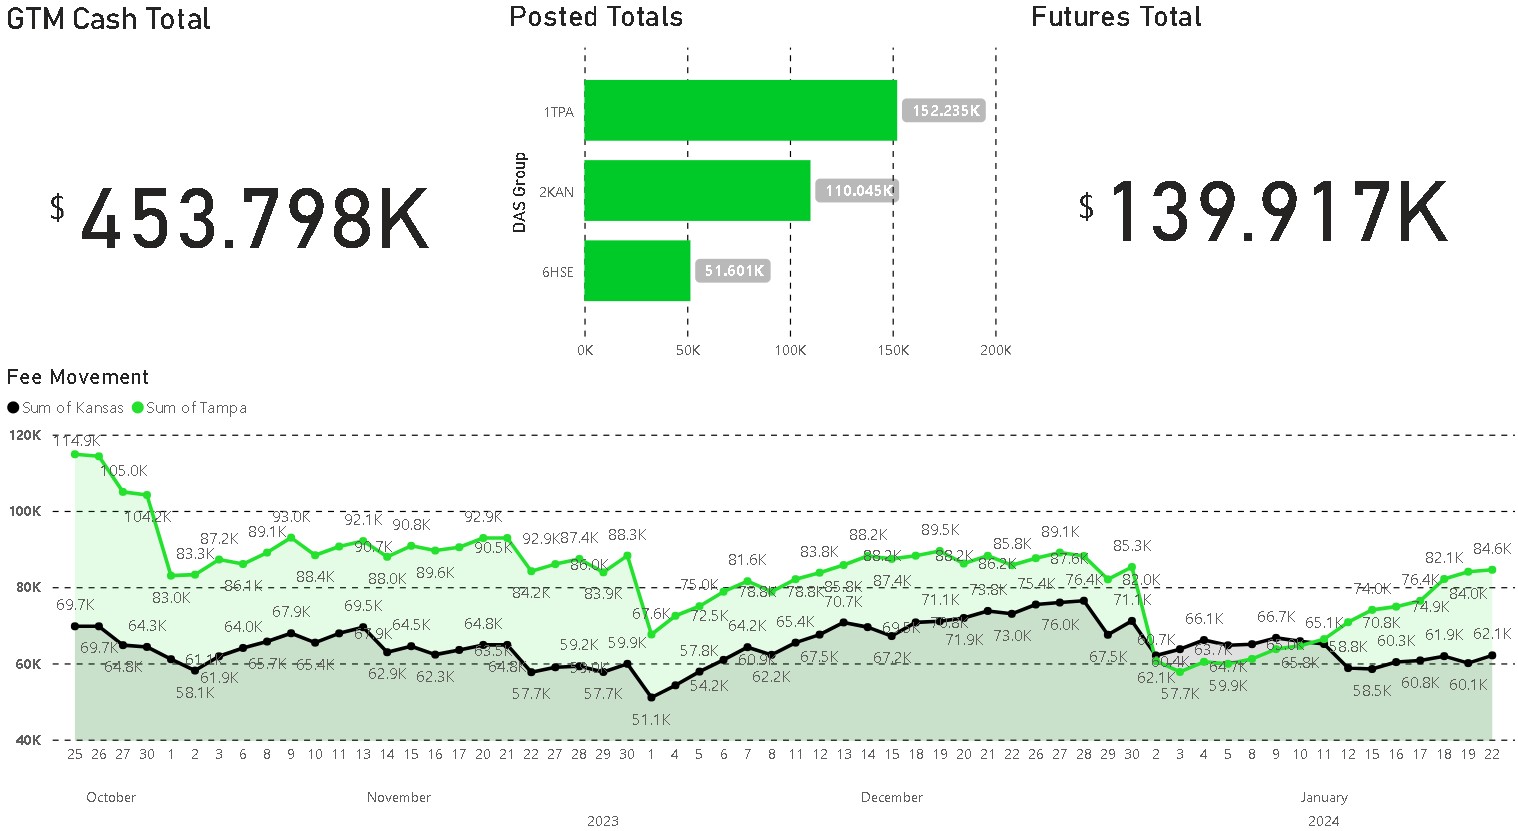 GTM Cash Total
$ 453.798K
Posted Totals
DAS Group
1TPA 152.235K
2KAN 110.045K
6HSE 51.601K
0K 50K 100K 150K 200K
Futures Total
$ 139.917K
Fee Movement
Sum of Kansas Sum of Tampa
120K
100K
80K
60K
40K
114.9K 105.0K 104.2K 83.0K 83.3K 87.2K 86.1K 89.1K 93.0K 88.4K 92.1K 90.7K 88.0K 90.8K 89.6K 92.9K 90.5K 84.2K 92.9K 87.4K 86.0K 83.9K 88.3K 67.6K 72.5K 75.0K 81.6K 78.8K 78.8K 83.8K 85.8K 88.2K 88.2K 87.4K 89.5K 88.2K 86.2K 85.8K 89.1K 87.6K 85.3K 82.0K 60.7K 60.4K 57.7K 59.9K 65.1K 70.8K 74.0K 74.9K 76.4K 82.1K 84.0K 84.6K
69.7K 69.7K 64.8K 64.3K 58.1K 61.1K 61.9K 64.0K 65.7K 67.9K 65.4K 69.5K 67.9K 62.9K 64.5K 62.3K 64.8K 63.5K 64.8K 57.7K 59.2K 57.7K 59.9K 51.1K 54.2K 57.8K 64.2K 60.9K 62.2K 65.4K 67.5K 70.7K 69.5K 67.2K 71.1K 70.8K 71.9K 73.8K 73.0K 75.4K 76.0K 76.4K 67.5K 71.1K 62.1K 63.7K 66.1K 64.7K 66.7K 65.0K 65.8K 58.8K 58.5K 60.3K 60.8K 61.9K 60.1K 62.1K
25 26 27 30 1 2 3 6 8 9 10 11 13 14 15 16 17 20 21 22 27 28 29 30 1 4 5 6 7 8 11 12 13 14 15 18 19 20 21 22 26 27 28 29 30 2 3 4 5 8 9 10 11 12 15 16 17 18 19 22
October November December January
2023 2024